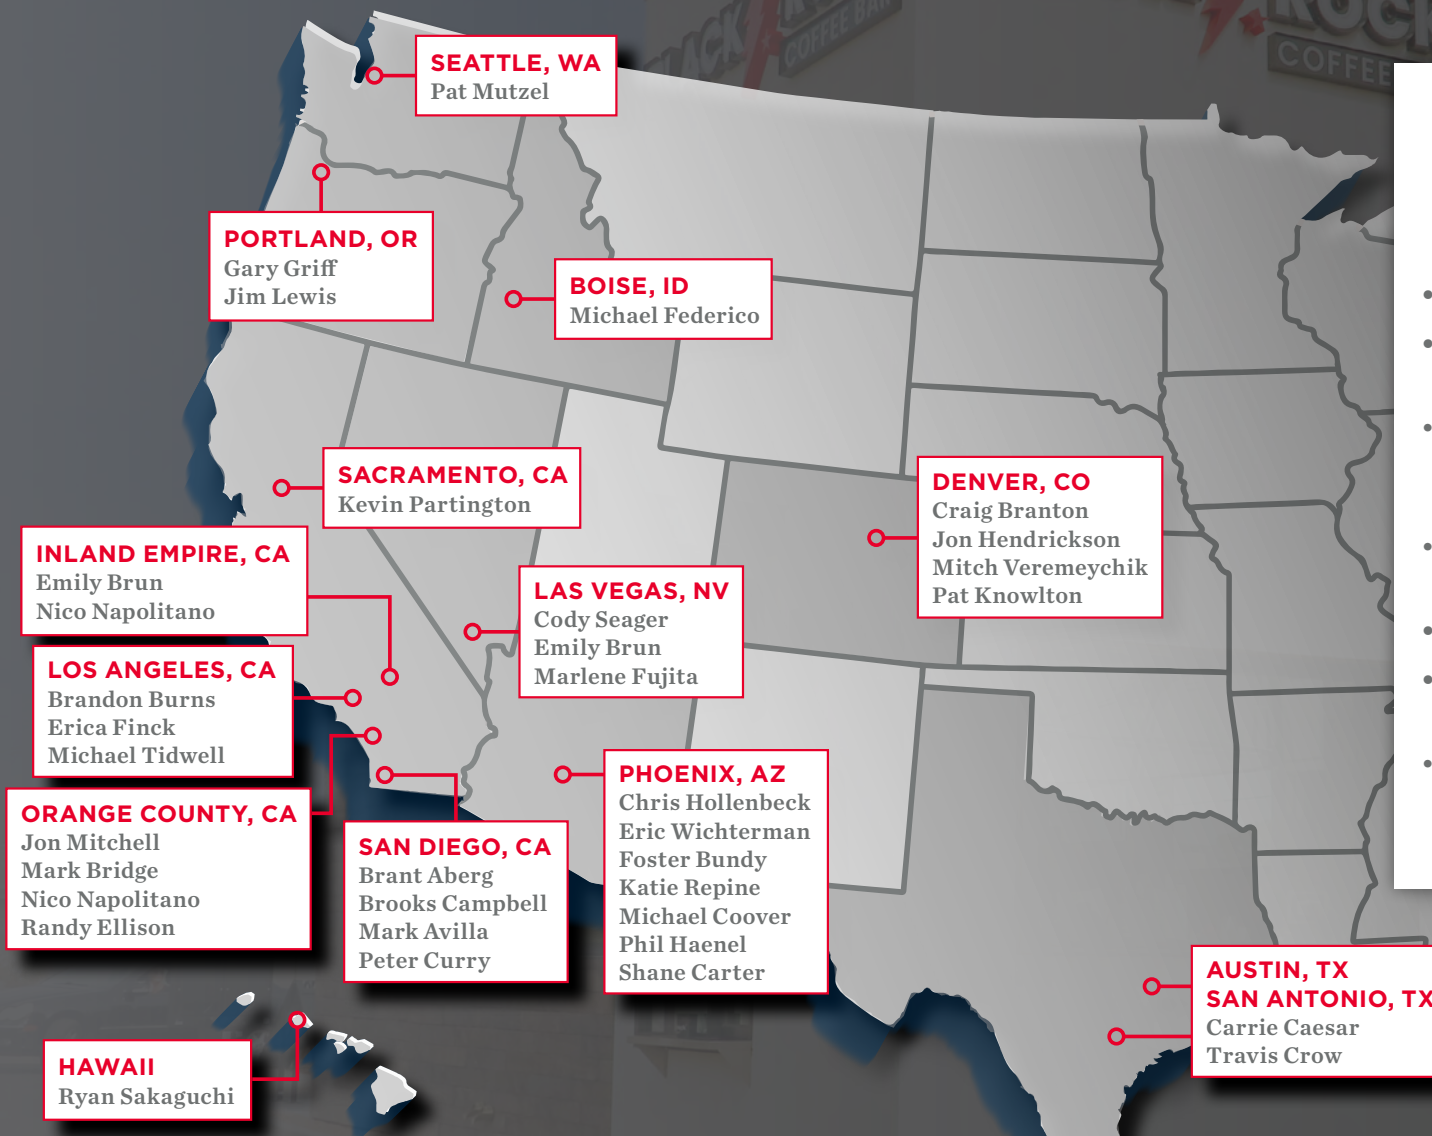 BLACK R
COFFEE BAR
ROCK
COFFEE
SEATTLE, WA
Pat Mutzel
PORTLAND, OR
Gary Griff
Jim Lewis
BOISE, ID
Michael Federico
SACRAMENTO, CA
Kevin Partington
DENVER, CO
Craig Branton
Jon Hendrickson
Mitch Veremeychik
Pat Knowlton
INLAND EMPIRE, CA
Emily Brun
Nico Napolitano
LAS VEGAS, NV
Cody Seager
Emily Brun
Marlene Fujita
LOS ANGELES, CA
Brandon Burns
Erica Finck
Michael Tidwell
PHOENIX, AZ
Chris Hollenbeck
Eric Wichterman
Foster Bundy
Katie Repine
Michael Coover
Phil Haenel
Shane Carter
ORANGE COUNTY, CA
Jon Mitchell
Mark Bridge
Nico Napolitano
Randy Ellison
SAN DIEGO, CA
Brant Aberg
Brooks Campbell
Mark Avilla
Peter Curry
AUSTIN, TX
SAN ANTONIO, TX
Carrie Caesar
Travis Crow
HAWAII
Ryan Sakaguchi